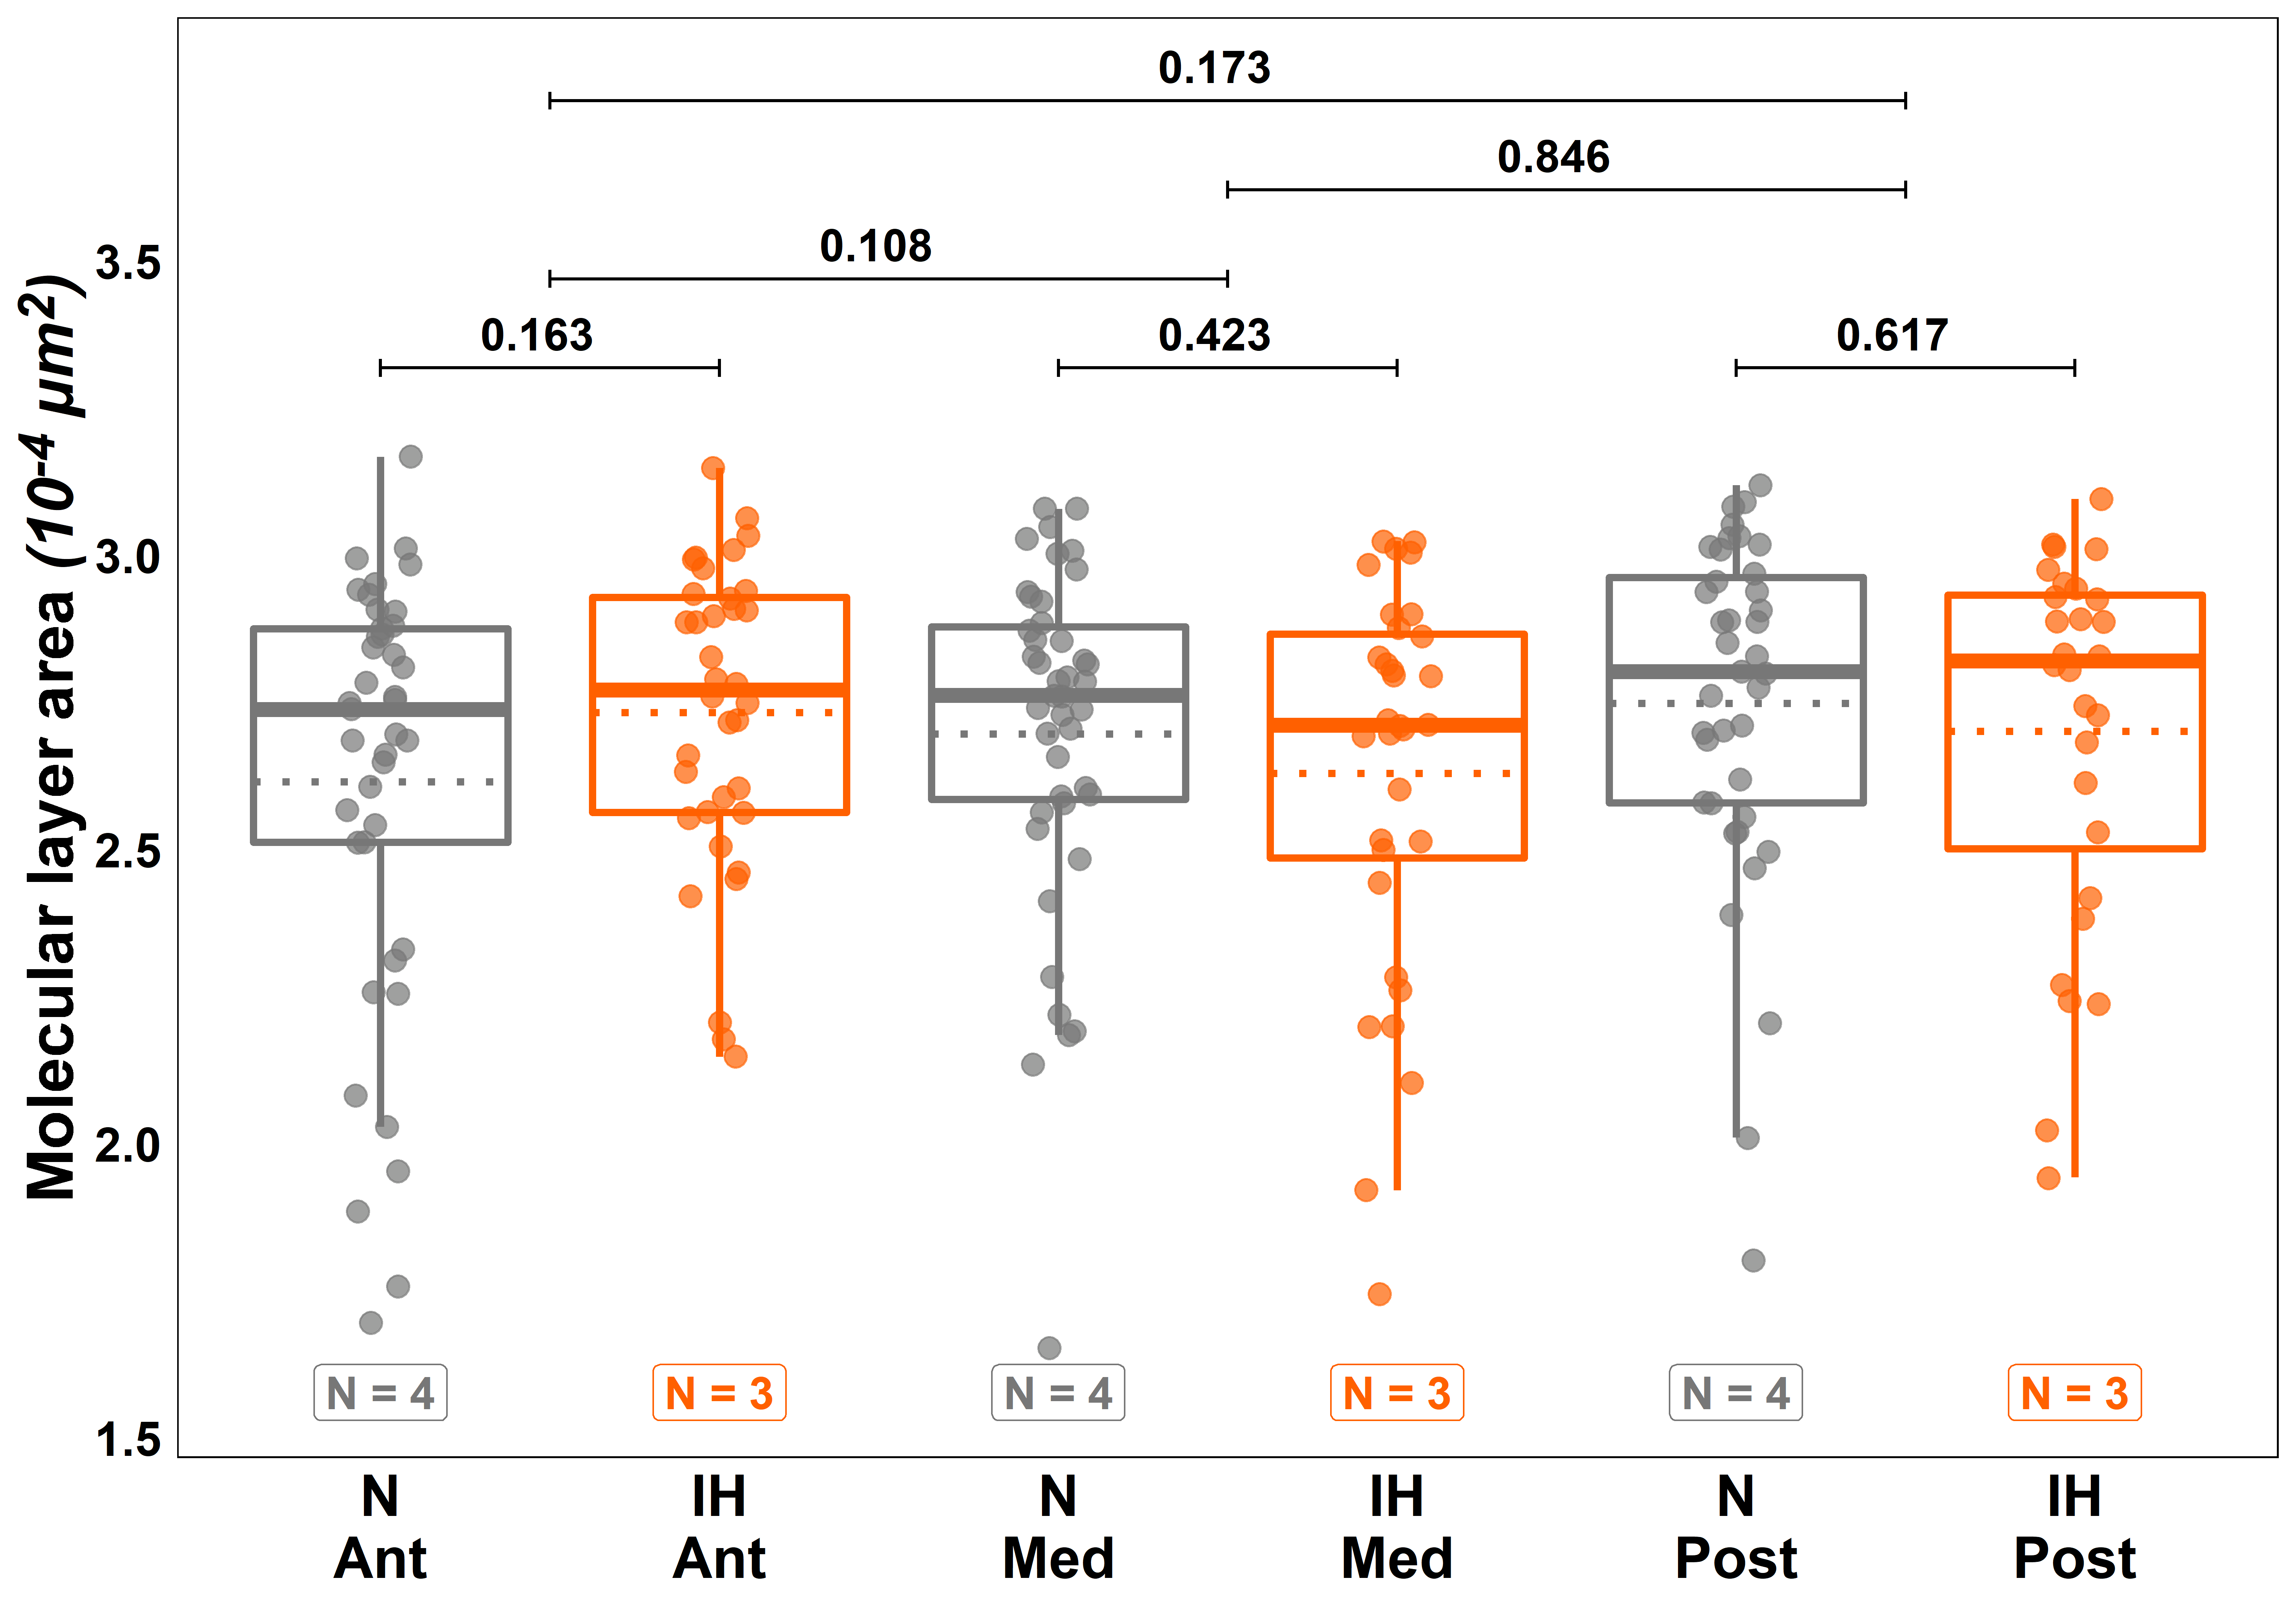 0.173
0.846
0.108
0.163
0.423
0.617
Molecular layer area (10-4 µm2)
3.5
3.0
2.5
2.0
1.5
N = 4
N = 3
N = 4
N = 3
N = 4
N = 3
N
Ant
IH
Ant
N
Med
IH
Med
N
Post
IH
Post